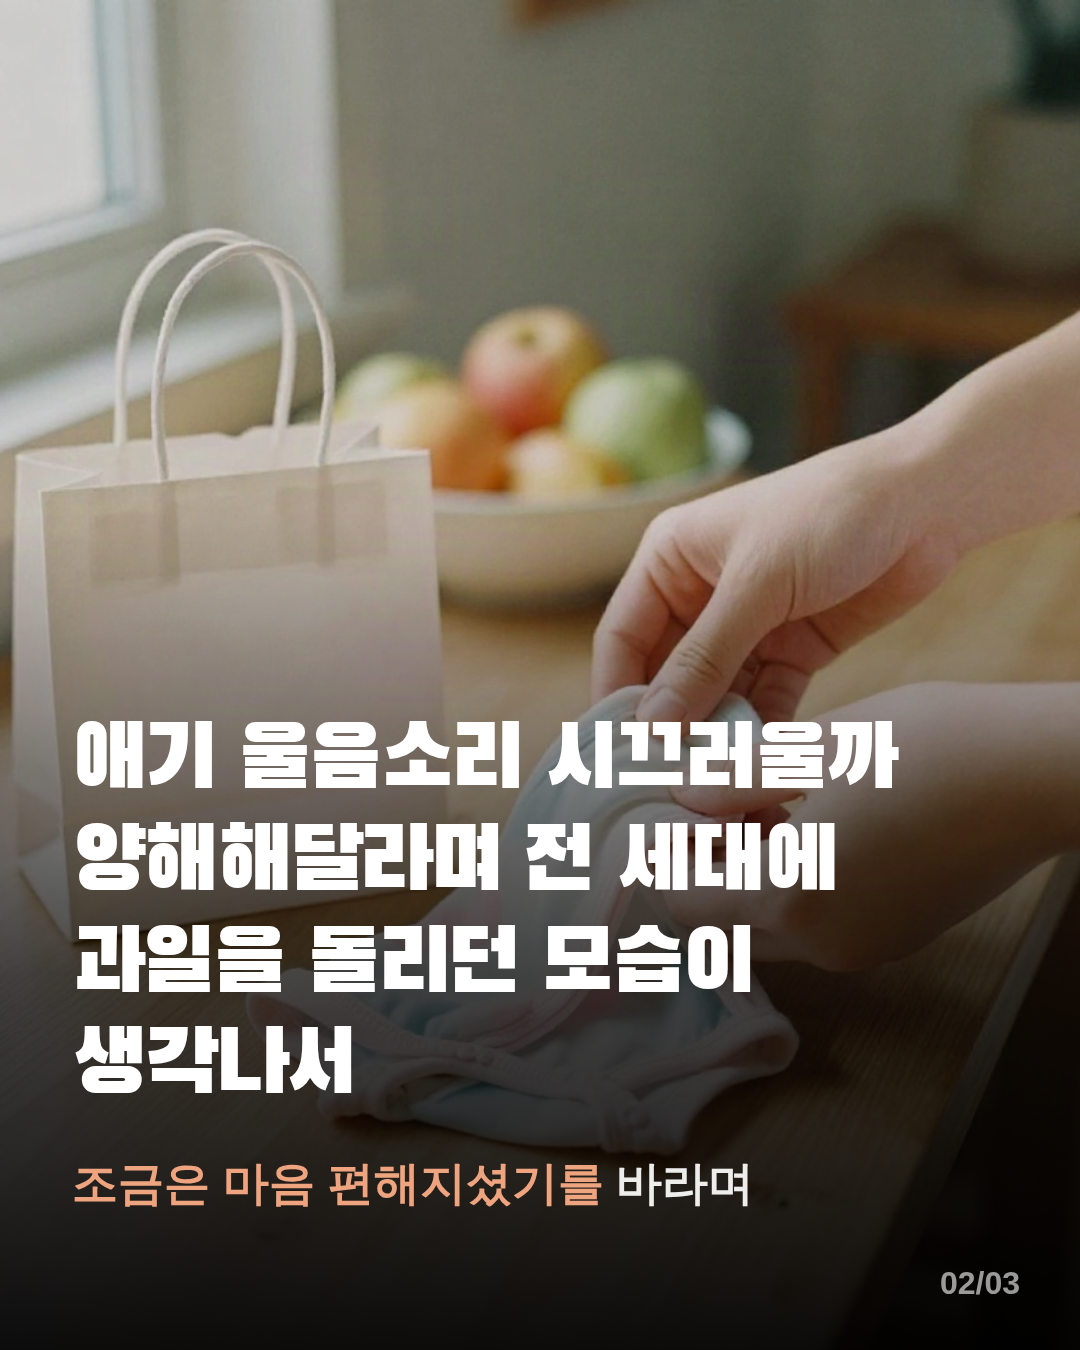 애기 울음소리 시끄러울까
양해해달라며 전 세대에
과일을 돌리던 모습이
생각나서
조금은 마음 편해지셨기를 바라며
02/03